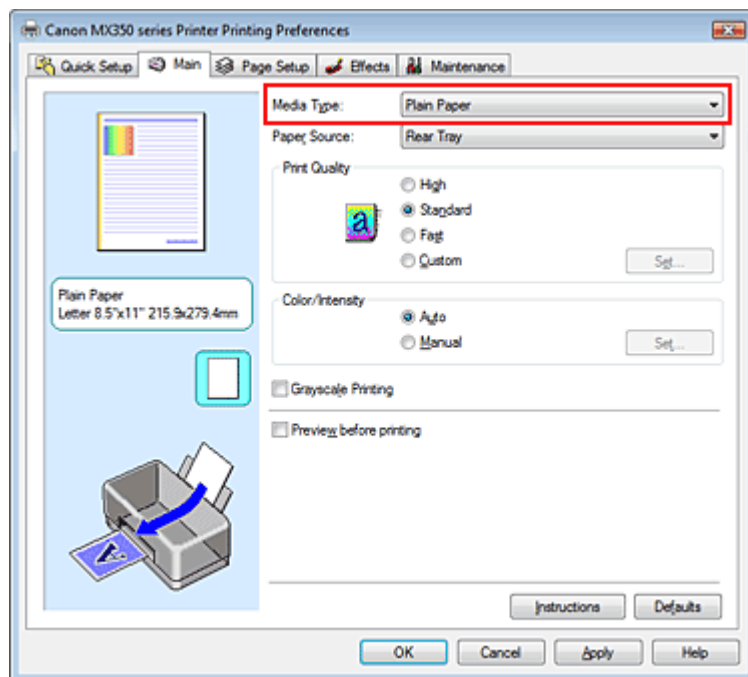 Canon MX350 series Printer Printing Preferences
Quick Setup Main Page Setup Effects Maintenance
Media Type: Plain Paper
Paper Source: Rear Tray
Print Quality
High
a
Standard
Fast
Custom Set...
Plain Paper
Letter 8.5"x11" 215.9x279.4mm
Color/Intensity
Auto
Manual Set...
Grayscale Printing
Preview before printing
A
Instructions Defaults
OK Cancel Apply Help